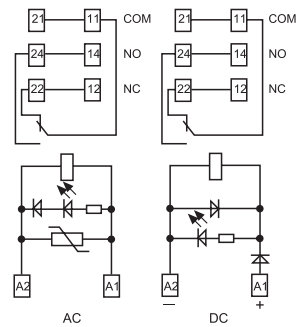 21 11 COM 21 11 COM
24 14 NO 24 14 NO
22 12 NC 22 12 NC
A2 A1 A2 A1
— +
AC DC